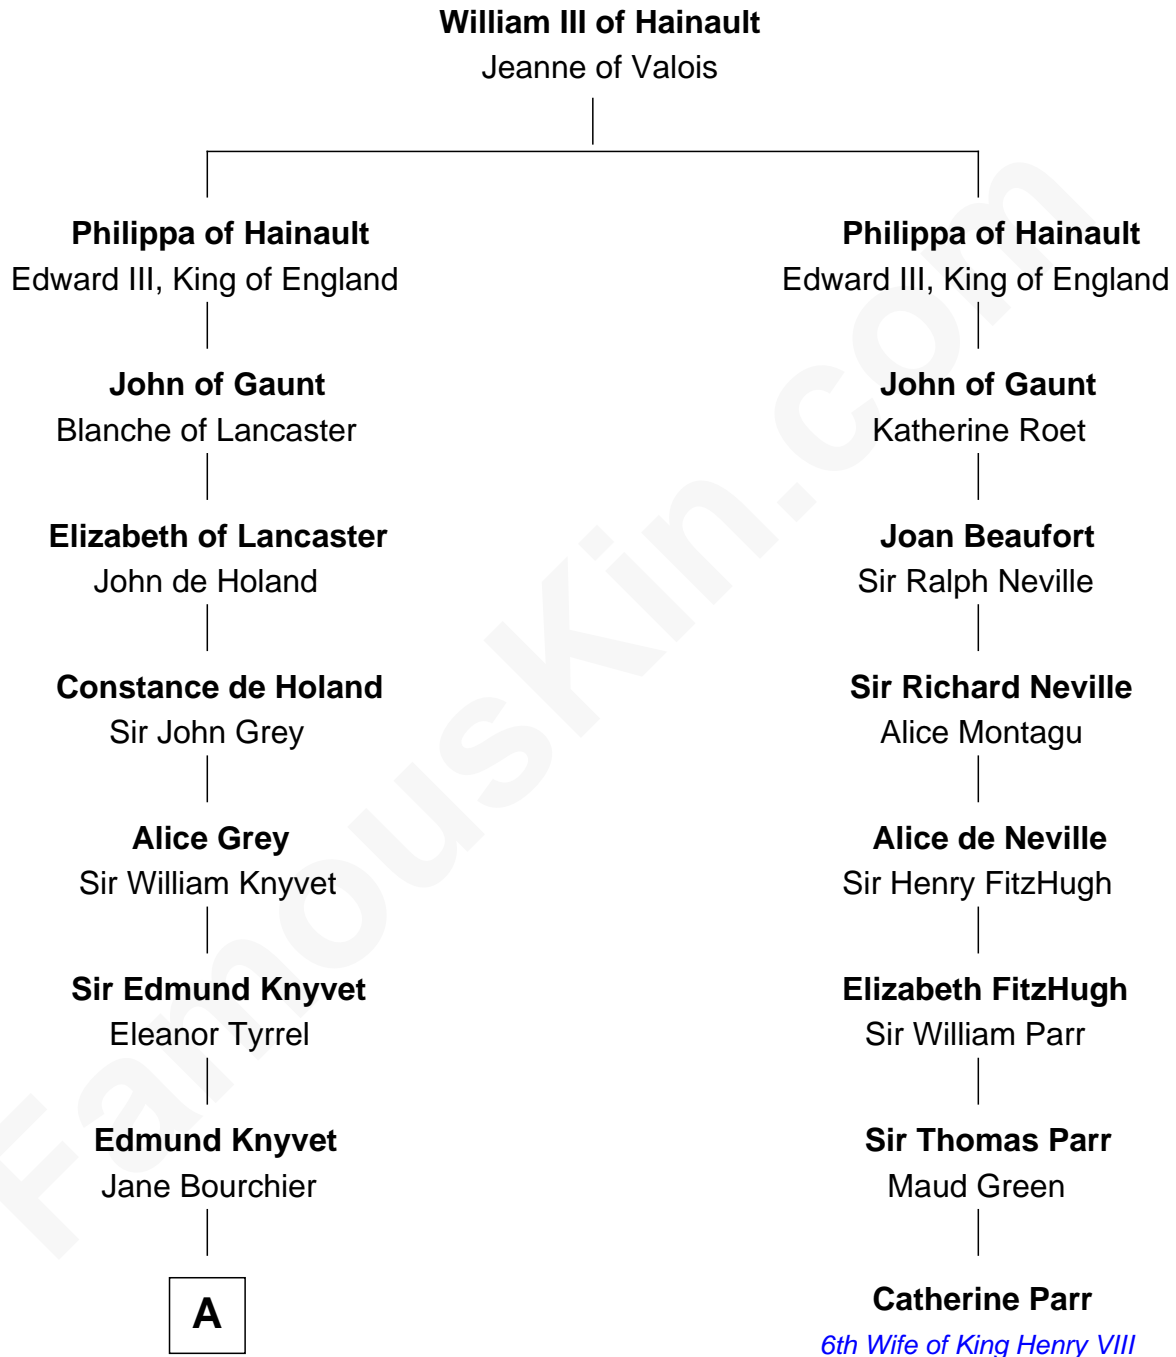 William III of Hainault
Jeanne of Valois
Philippa of Hainault
Edward III, King of England
John of Gaunt
Blanche of Lancaster
Elizabeth of Lancaster
John de Holand
Constance de Holand
Sir John Grey
Alice Grey
Sir William Knyvet
Sir Edmund Knyvet
Eleanor Tyrrel
Edmund Knyvet
Jane Bourchier
A
Philippa of Hainault
Edward III, King of England
John of Gaunt
Katherine Roet
Joan Beaufort
Sir Ralph Neville
Sir Richard Neville
Alice Montagu
Alice de Neville
Sir Henry FitzHugh
Elizabeth FitzHugh
Sir William Parr
Sir Thomas Parr
Maud Green
Catherine Parr
6th Wife of King Henry VIII
FamousKin.com